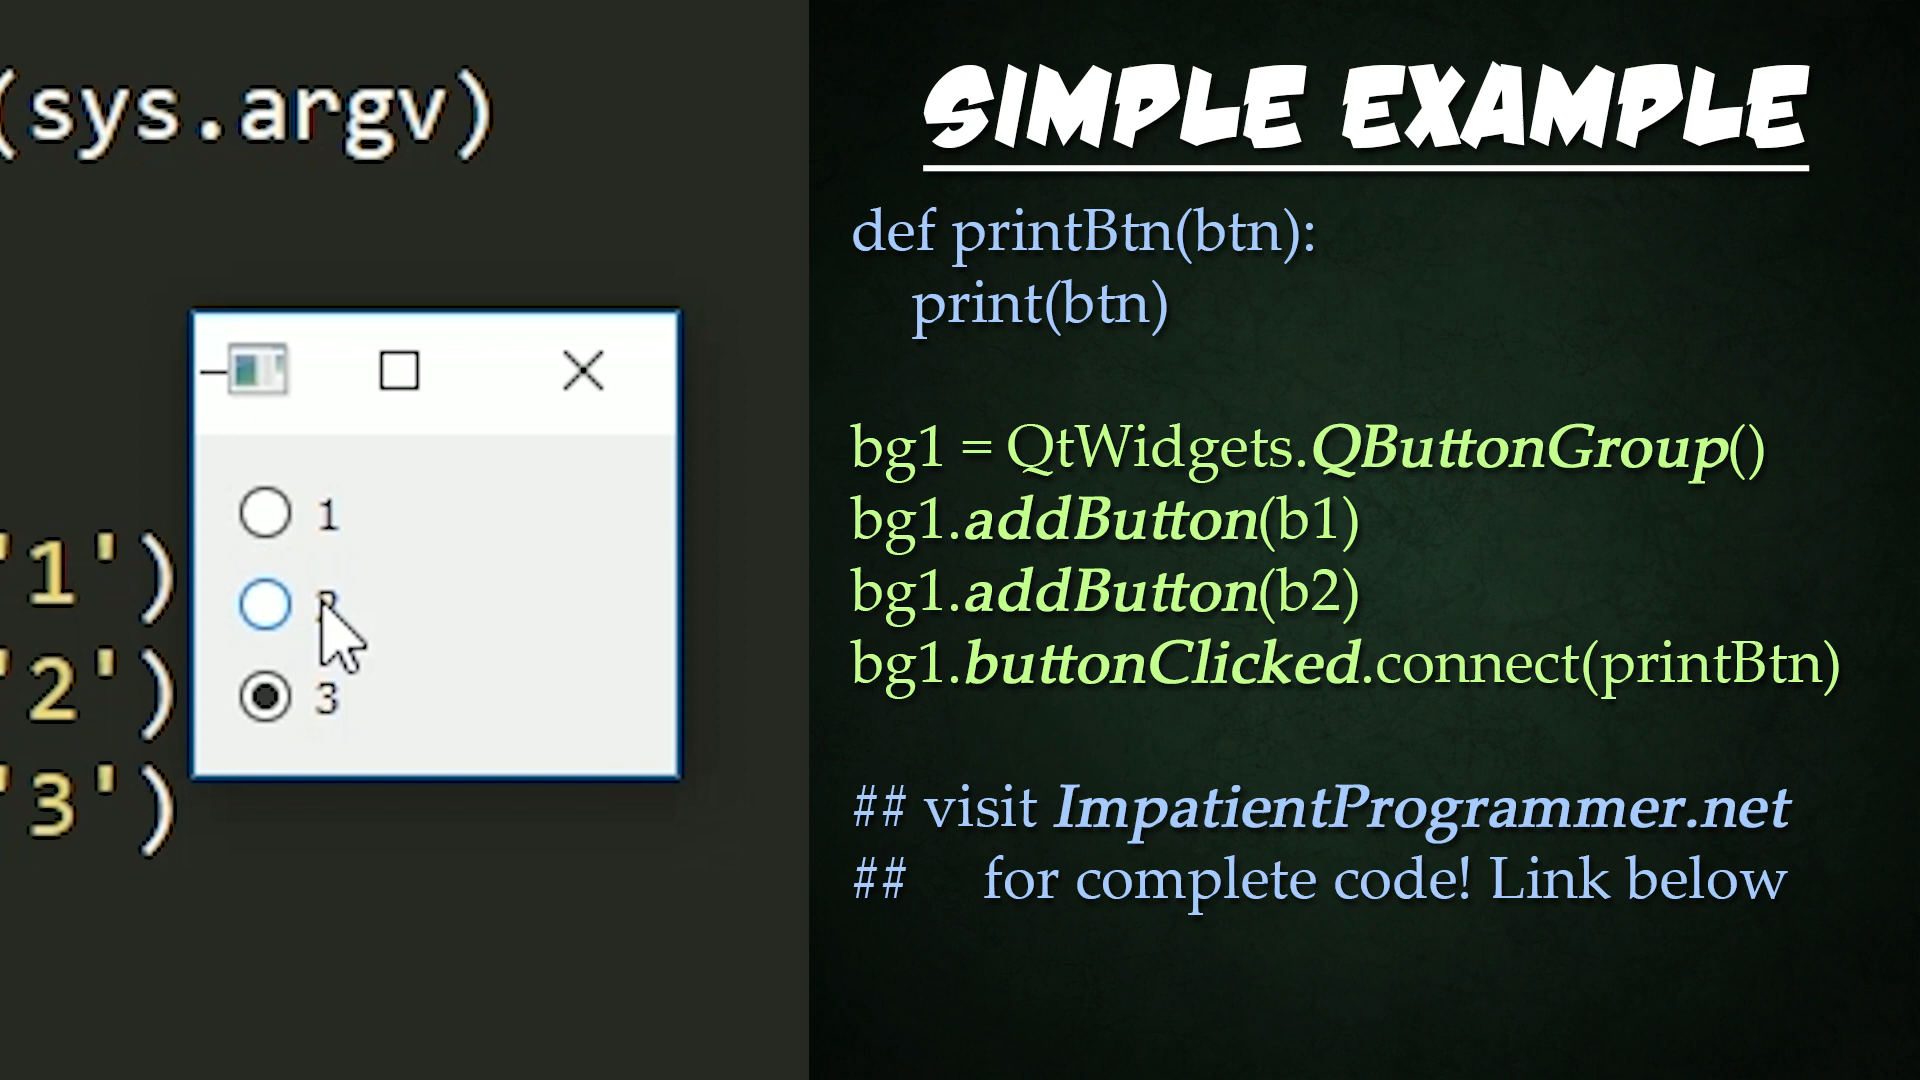 (sys.argv)
'1')
'2')
'3')
1
3
SIMPLE EXAMPLE
def printBtn(btn):
print(btn)
bg1 = QtWidgets.QButtonGroup()
bg1.addButton(b1)
bg1.addButton(b2)
bg1.buttonClicked.connect(printBtn)
## visit ImpatientProgrammer.net
## for complete code! Link below